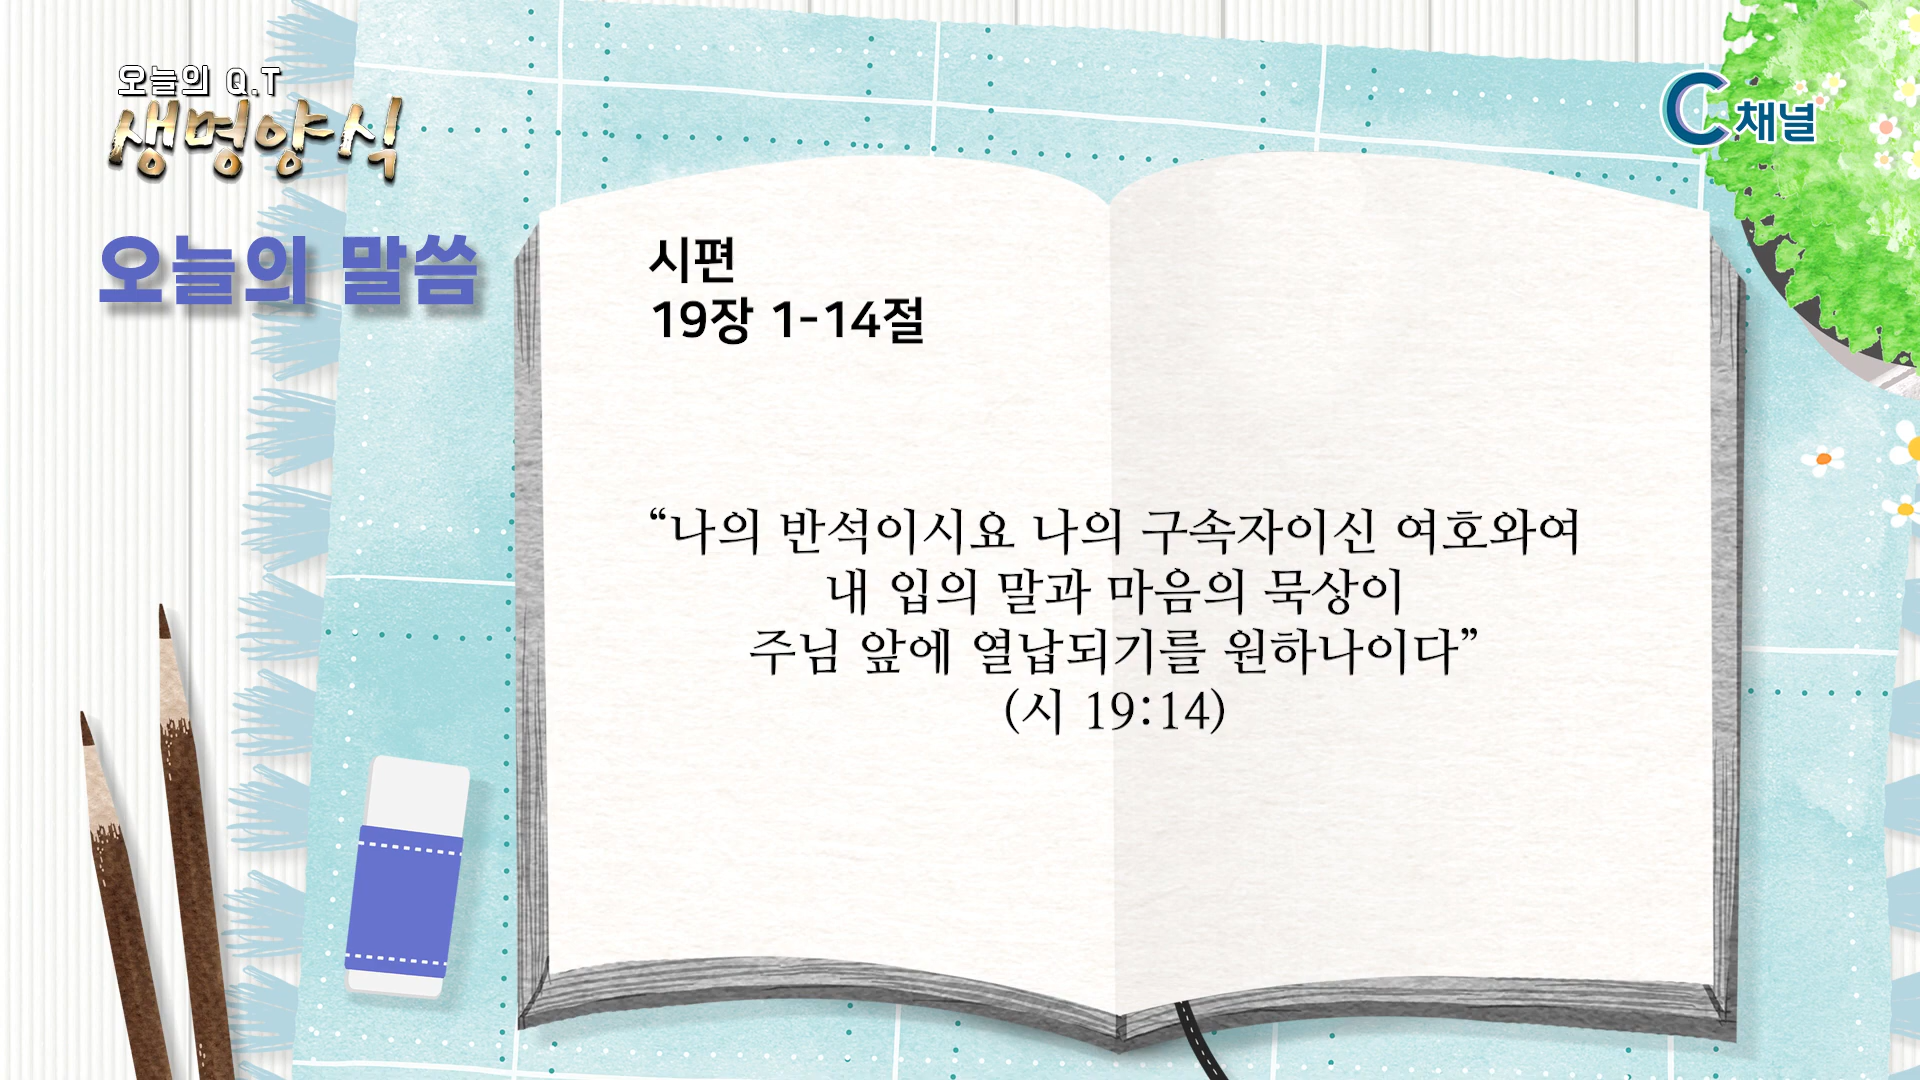 오늘의 Q.T
생명양식
C채널
오늘의 말씀
시편
19장 1-14절
“나의 반석이시요 나의 구속자이신 여호와여
내 입의 말과 마음의 묵상이
주님 앞에 열납되기를 원하나이다”
(시 19:14)